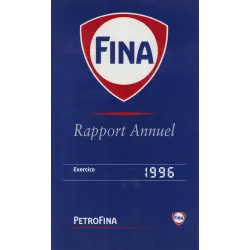 FINA
Rapport Annuel
Exercice 1996
PETROFINA FINA